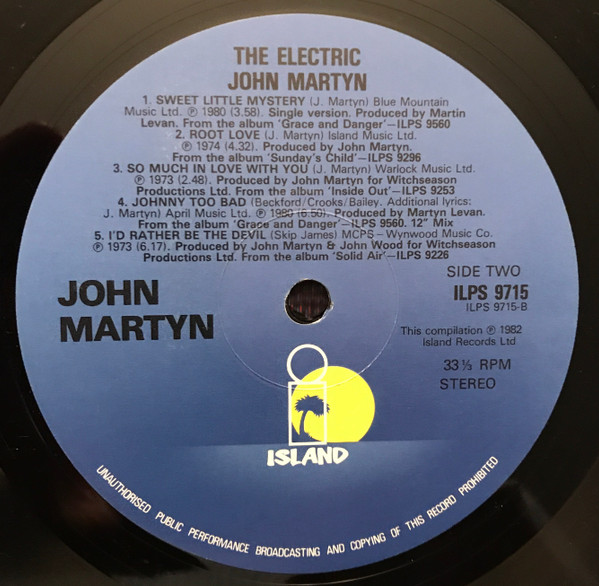 THE ELECTRIC
JOHN MARTYN
1. SWEET LITTLE MYSTERY (J. Martyn) Blue Mountain
Music Ltd. ℗ 1980 (3.58). Single version. Produced by Martin
Levan. From the album 'Grace and Danger'—ILPS 9560
2. ROOT LOVE (J. Martyn) Island Music Ltd.
℗ 1974 (4.32). Produced by John Martyn.
From the album 'Sunday's Child'—ILPS 9296
3. SO MUCH IN LOVE WITH YOU (J. Martyn) Warlock Music Ltd.
℗ 1973 (2.48). Produced by John Martyn for Witchseason
Productions Ltd. From the album 'Inside Out'—ILPS 9253
4. JOHNNY TOO BAD (Beckford/Crooks/Bailey. Additional lyrics:
J. Martyn) April Music Ltd. ℗ 1980 (6.50). Produced by Martyn Levan.
From the album 'Grace and Danger'—ILPS 9560. 12" Mix
5. I'D RATHER BE THE DEVIL (Skip James) MCPS – Wynwood Music Co.
℗ 1973 (6.17). Produced by John Martyn & John Wood for Witchseason
Productions Ltd. From the album 'Solid Air'—ILPS 9226
SIDE TWO
JOHN
MARTYN
ILPS 9715
ILPS 9715-B
This compilation ℗ 1982
Island Records Ltd
33⅓ RPM
STEREO
ISLAND
UNAUTHORISED PUBLIC PERFORMANCE BROADCASTING AND COPYING OF THIS RECORD PROHIBITED